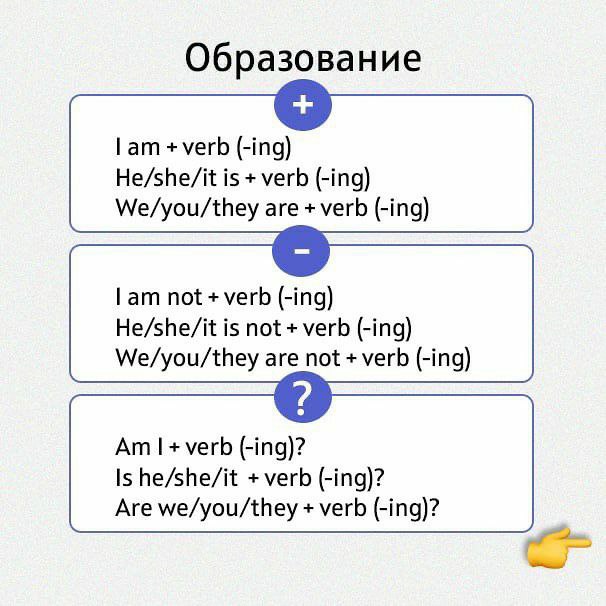 Образование
+
I am + verb (-ing)
He/she/it is + verb (-ing)
We/you/they are + verb (-ing)
-
I am not + verb (-ing)
He/she/it is not + verb (-ing)
We/you/they are not + verb (-ing)
?
Am I + verb (-ing)?
Is he/she/it + verb (-ing)?
Are we/you/they + verb (-ing)?